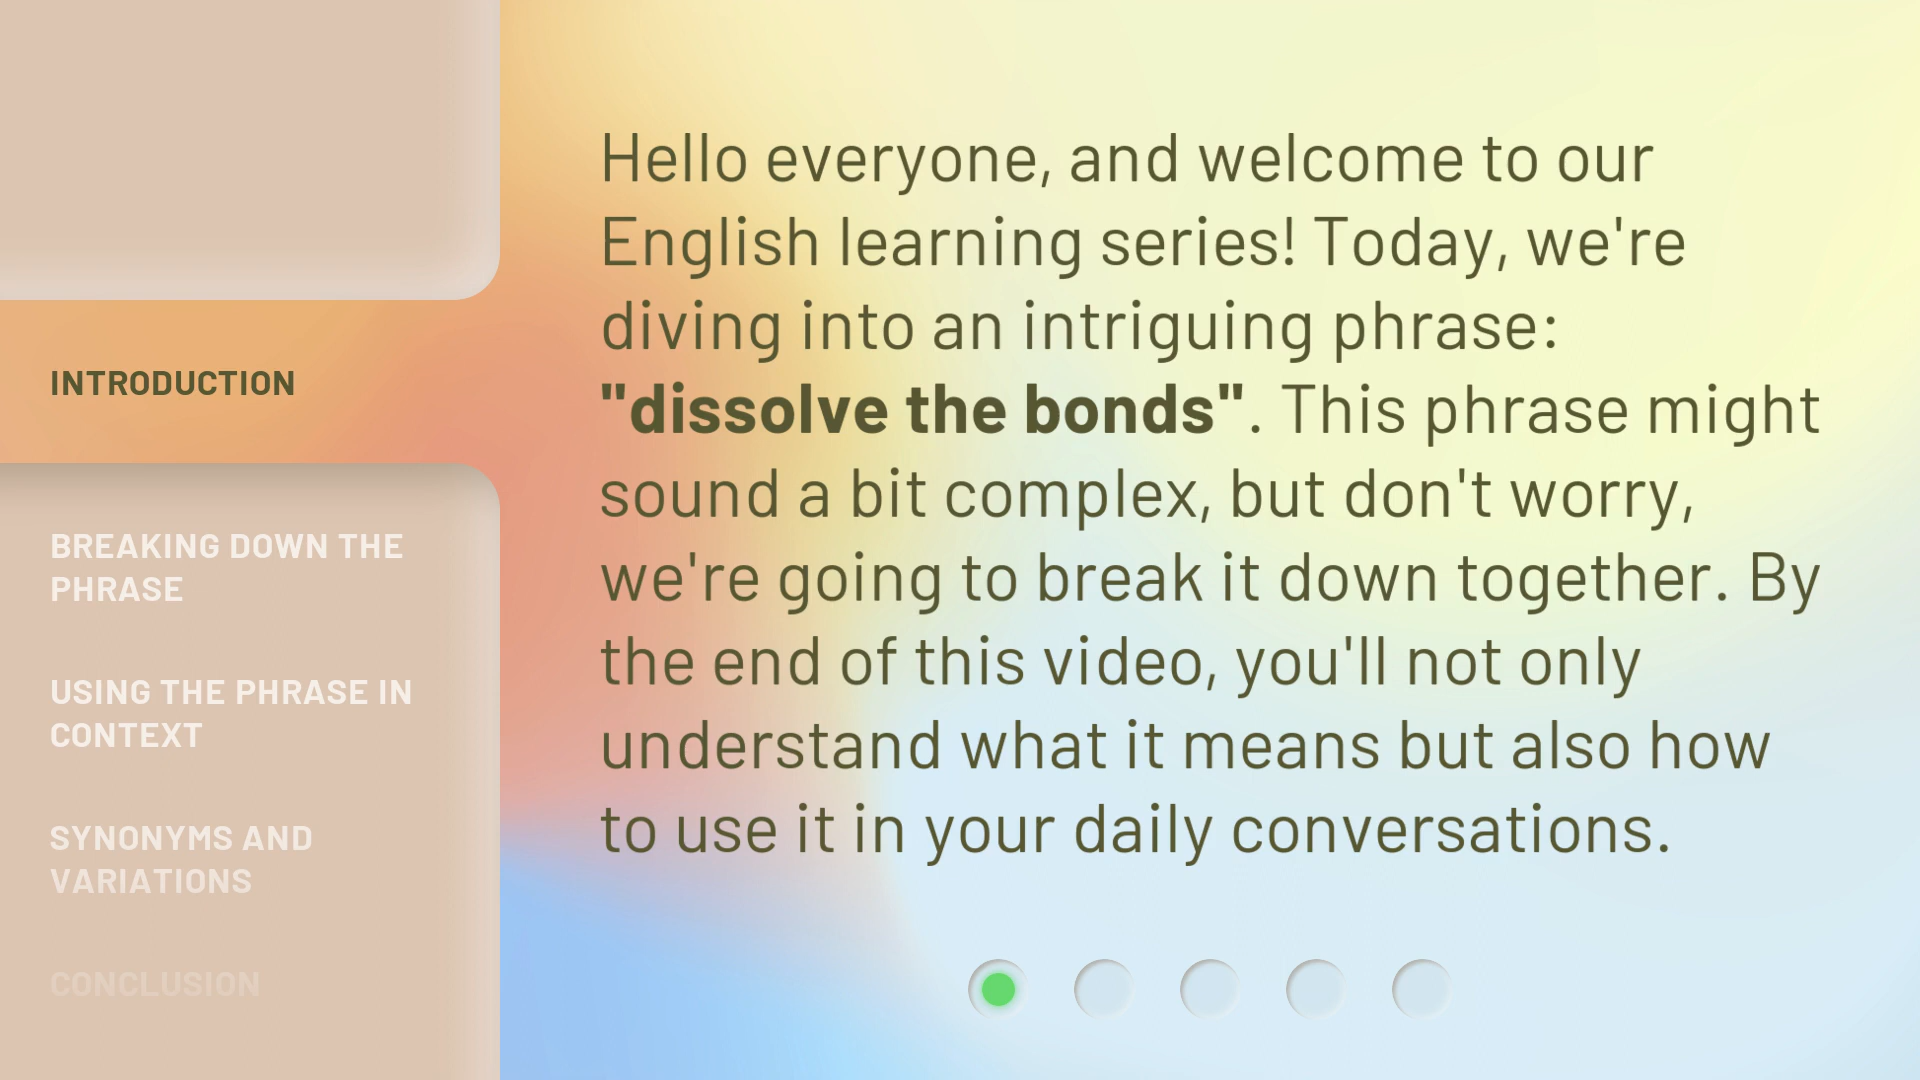 INTRODUCTION
BREAKING DOWN THE
PHRASE
USING THE PHRASE IN
CONTEXT
SYNONYMS AND
VARIATIONS
CONCLUSION
Hello everyone, and welcome to our
English learning series! Today, we're
diving into an intriguing phrase:
"dissolve the bonds". This phrase might
sound a bit complex, but don't worry,
we're going to break it down together. By
the end of this video, you'll not only
understand what it means but also how
to use it in your daily conversations.